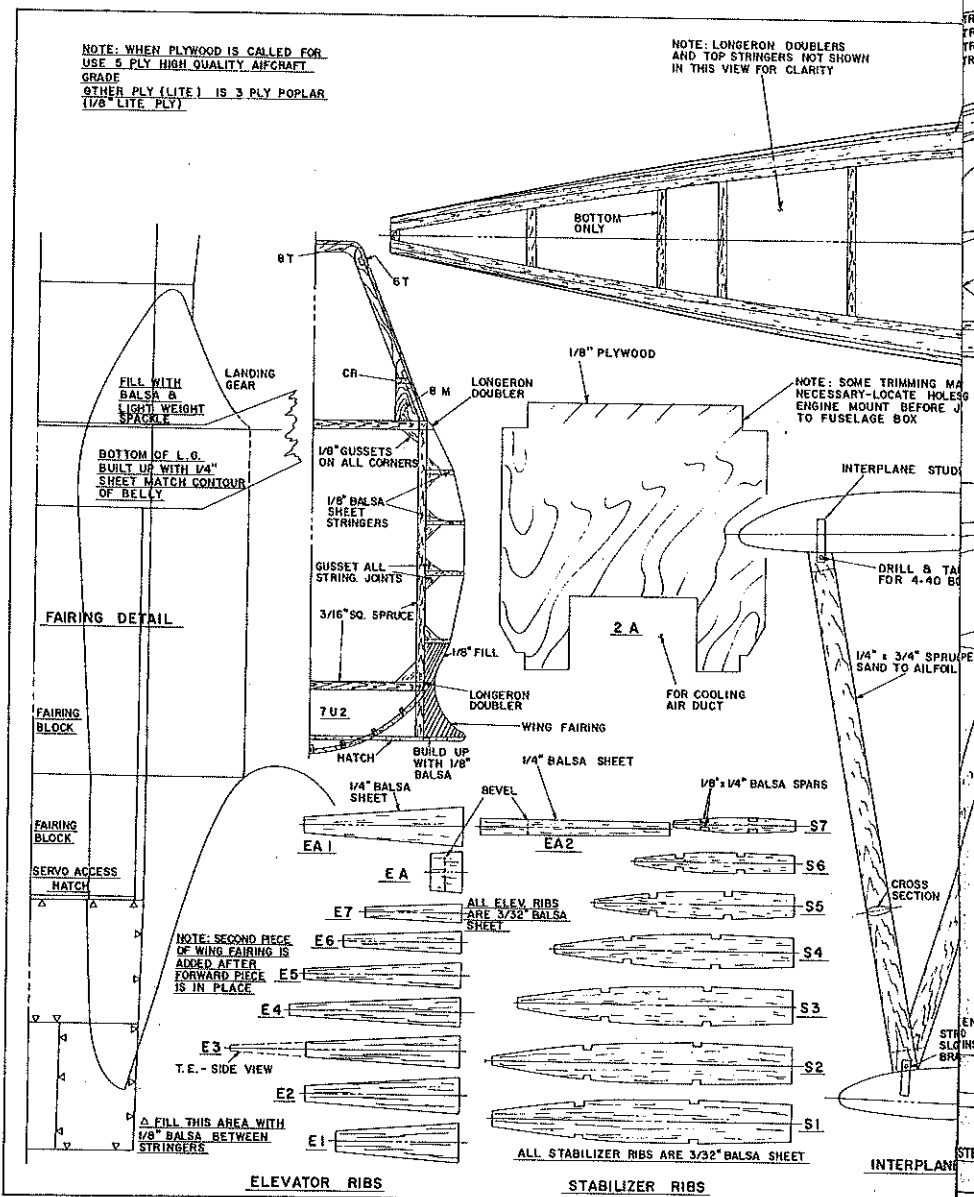 NOTE: WHEN PLYWOOD IS CALLED FOR
USE 5 PLY HIGH QUALITY AIRCRAFT
GRADE
OTHER PLY (LITE) IS 3 PLY POPLAR
(1/8" LITE PLY)
NOTE: LONGERON DOUBLERS
AND TOP STRINGERS NOT SHOWN
IN THIS VIEW FOR CLARITY
BOTTOM
ONLY
8T
6T
CR
8 M
LONGERON
DOUBLER
1/8" GUSSETS
ON ALL CORNERS
1/8" BALSA
SHEET
STRINGERS
GUSSET ALL
STRING. JOINTS
3/16" SQ. SPRUCE
1/8" FILL
LONGERON
DOUBLER
7U2
WING FAIRING
HATCH
BUILD UP
WITH 1/8"
BALSA
LANDING
GEAR
FILL WITH
BALSA &
LIGHT WEIGHT
SPACKLE
BOTTOM OF L.G.
BUILT UP WITH 1/4"
SHEET MATCH CONTOUR
OF BELLY
FAIRING DETAIL
FAIRING
BLOCK
FAIRING
BLOCK
SERVO ACCESS
HATCH
NOTE: SECOND PIECE
OF WING FAIRING IS
ADDED AFTER
FORWARD PIECE
IS IN PLACE
△ FILL THIS AREA WITH
1/8" BALSA BETWEEN
STRINGERS
1/8" PLYWOOD
NOTE: SOME TRIMMING MA
NECESSARY-LOCATE HOLES
ENGINE MOUNT BEFORE J
TO FUSELAGE BOX
2 A
FOR COOLING
AIR DUCT
INTERPLANE STUD
DRILL & TA
FOR 4-40 BO
1/4" x 3/4" SPRUCE
SAND TO AILFOIL
CROSS
SECTION
INTERPLAN
1/4" BALSA
SHEET
EA1
BEVEL
1/4" BALSA SHEET
EA2
EA
1/8" x 1/4" BALSA SPARS
ALL ELEV. RIBS
ARE 3/32" BALSA
SHEET
E7
E6
E5
E4
E3
T.E.- SIDE VIEW
E2
E1
S7
S6
S5
S4
S3
S2
S1
ALL STABILIZER RIBS ARE 3/32" BALSA SHEET
ELEVATOR RIBS
STABILIZER RIBS